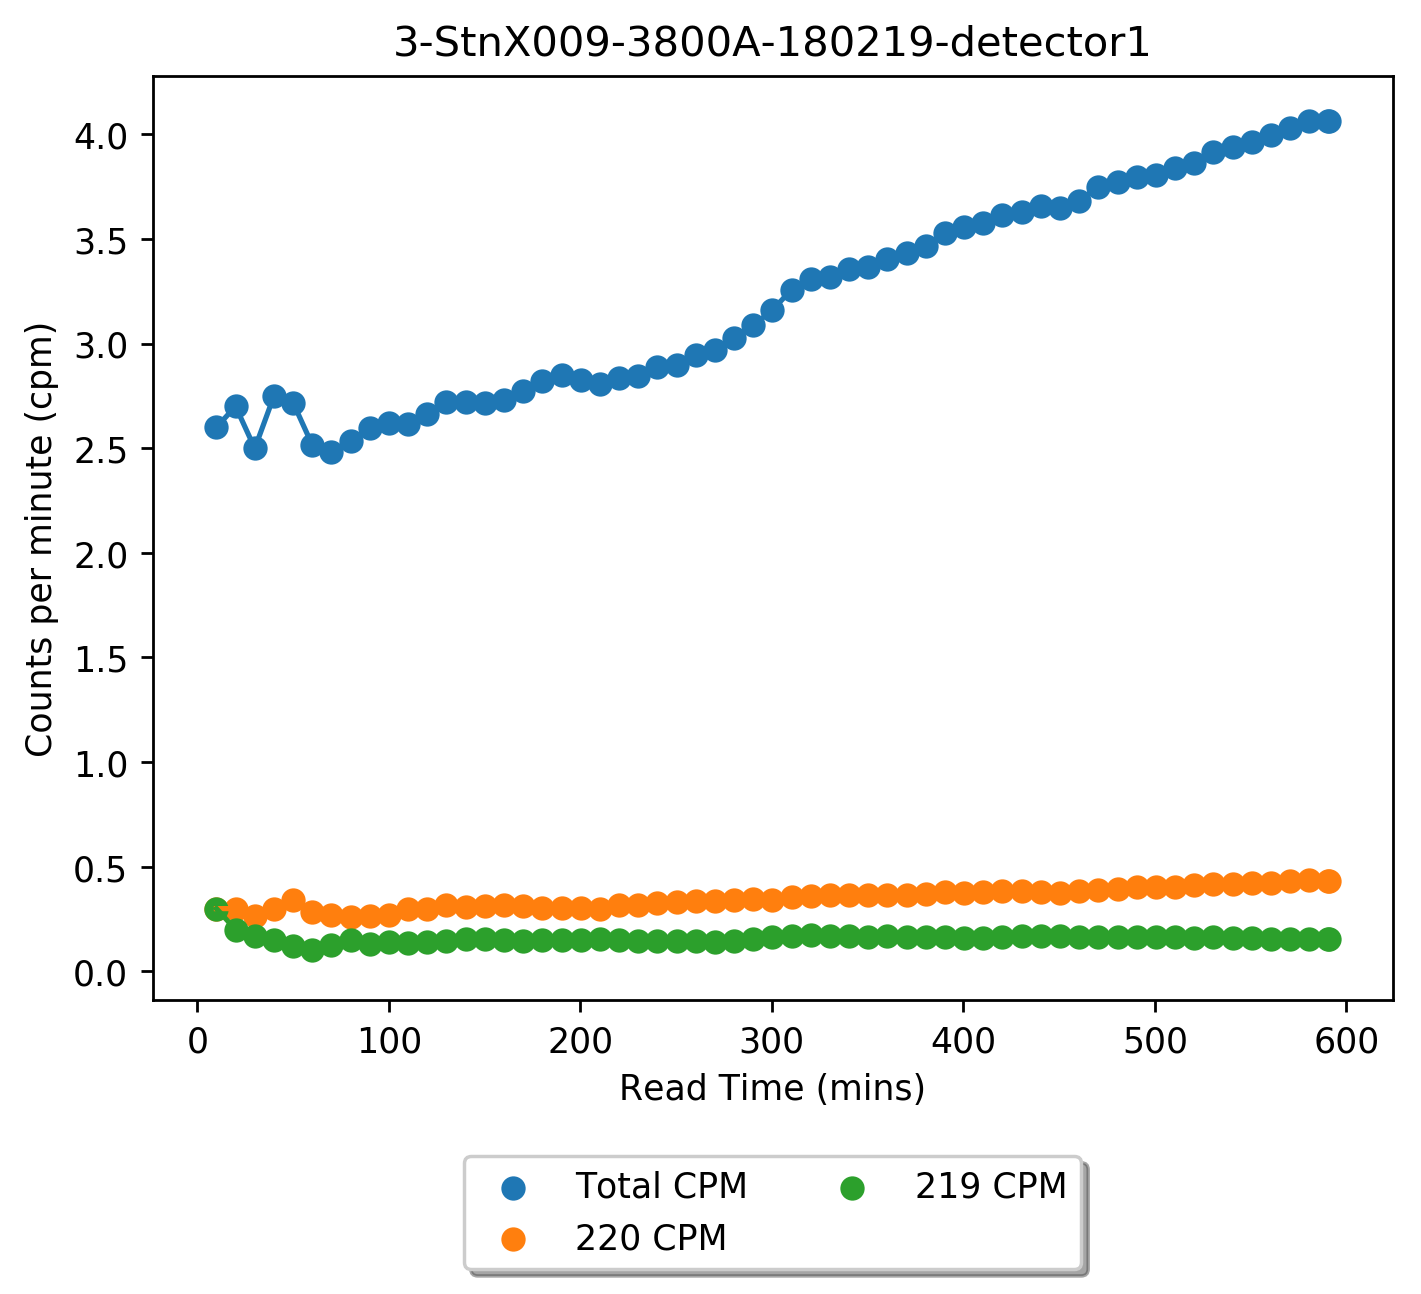 3-StnX009-3800A-180219-detector1
Counts per minute (cpm)
4.0
3.5
3.0
2.5
2.0
1.5
1.0
0.5
0.0
0 100 200 300 400 500 600
Read Time (mins)
Total CPM
220 CPM
219 CPM